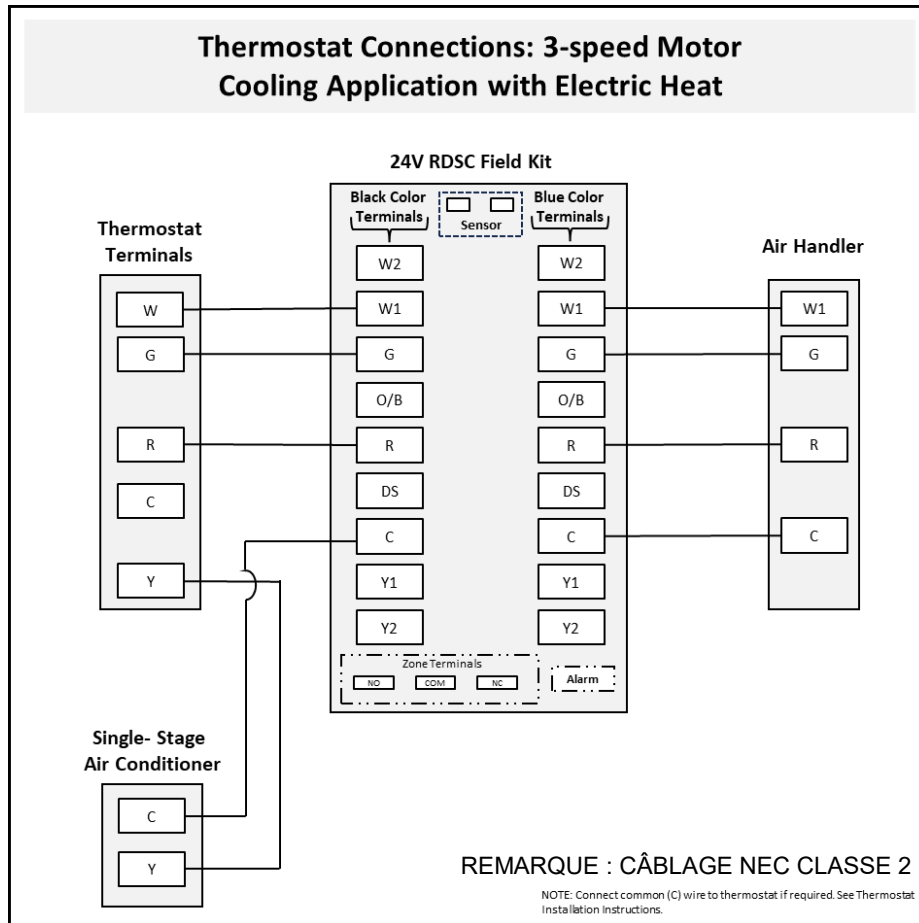 Thermostat Connections: 3-speed Motor
Cooling Application with Electric Heat
24V RDSC Field Kit
Black Color
Terminals
Sensor
Blue Color
Terminals
Thermostat
Terminals
Air Handler
W2
W2
W
W1
W1
W1
G
G
G
G
O/B
O/B
R
R
R
R
C
DS
DS
C
C
C
Y
Y1
Y1
Y2
Y2
Zone Terminals
NO
COM
NC
Alarm
Single- Stage
Air Conditioner
C
Y
REMARQUE : CÂBLAGE NEC CLASSE 2
NOTE: Connect common (C) wire to thermostat if required. See Thermostat
Installation Instructions.